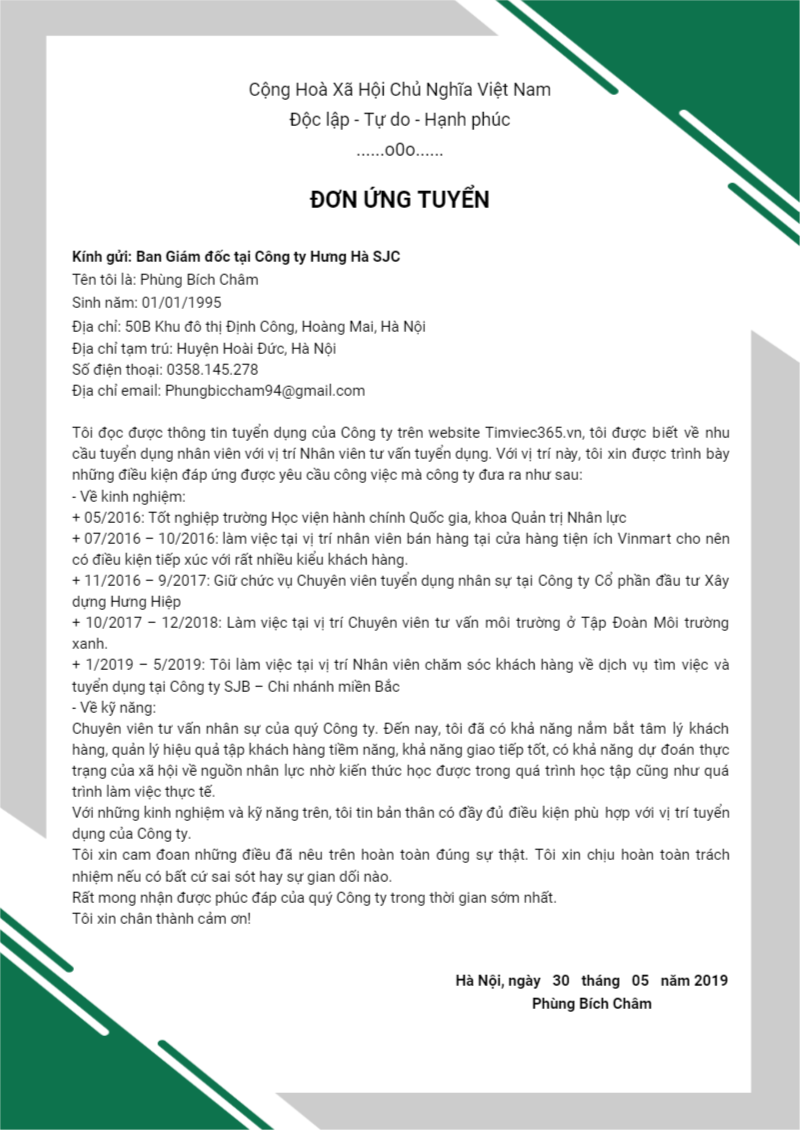 Cộng Hoà Xã Hội Chủ Nghĩa Việt Nam
Độc lập - Tự do - Hạnh phúc
......o0o......
ĐƠN ỨNG TUYỂN
Kính gửi: Ban Giám đốc tại Công ty Hưng Hà SJC
Tên tôi là: Phùng Bích Châm
Sinh năm: 01/01/1995
Địa chỉ: 50B Khu đô thị Định Công, Hoàng Mai, Hà Nội
Địa chỉ tạm trú: Huyện Hoài Đức, Hà Nội
Số điện thoại: 0358.145.278
Địa chỉ email: Phungbiccham94@gmail.com
Tôi đọc được thông tin tuyển dụng của Công ty trên website Timviec365.vn, tôi được biết về nhu
cầu tuyển dụng nhân viên với vị trí Nhân viên tư vấn tuyển dụng. Với vị trí này, tôi xin được trình bày
những điều kiện đáp ứng được yêu cầu công việc mà công ty đưa ra như sau:
- Về kinh nghiệm:
+ 05/2016: Tốt nghiệp trường Học viện hành chính Quốc gia, khoa Quản trị Nhân lực
+ 07/2016 – 10/2016: làm việc tại vị trí nhân viên bán hàng tại cửa hàng tiện ích Vinmart cho nên
có điều kiện tiếp xúc với rất nhiều kiểu khách hàng.
+ 11/2016 – 9/2017: Giữ chức vụ Chuyên viên tuyển dụng nhân sự tại Công ty Cổ phần đầu tư Xây
dựng Hưng Hiệp
+ 10/2017 – 12/2018: Làm việc tại vị trí Chuyên viên tư vấn môi trường ở Tập Đoàn Môi trường
xanh.
+ 1/2019 – 5/2019: Tôi làm việc tại vị trí Nhân viên chăm sóc khách hàng về dịch vụ tìm việc và
tuyển dụng tại Công ty SJB – Chi nhánh miền Bắc
- Về kỹ năng:
Chuyên viên tư vấn nhân sự của quý Công ty. Đến nay, tôi đã có khả năng nắm bắt tâm lý khách
hàng, quản lý hiệu quả tập khách hàng tiềm năng, khả năng giao tiếp tốt, có khả năng dự đoán thực
trạng của xã hội về nguồn nhân lực nhờ kiến thức học được trong quá trình học tập cũng như quá
trình làm việc thực tế.
Với những kinh nghiệm và kỹ năng trên, tôi tin bản thân có đầy đủ điều kiện phù hợp với vị trí tuyển
dụng của Công ty.
Tôi xin cam đoan những điều đã nêu trên hoàn toàn đúng sự thật. Tôi xin chịu hoàn toàn trách
nhiệm nếu có bất cứ sai sót hay sự gian dối nào.
Rất mong nhận được phúc đáp của quý Công ty trong thời gian sớm nhất.
Tôi xin chân thành cảm ơn!
Hà Nội, ngày 30 tháng 05 năm 2019
Phùng Bích Châm